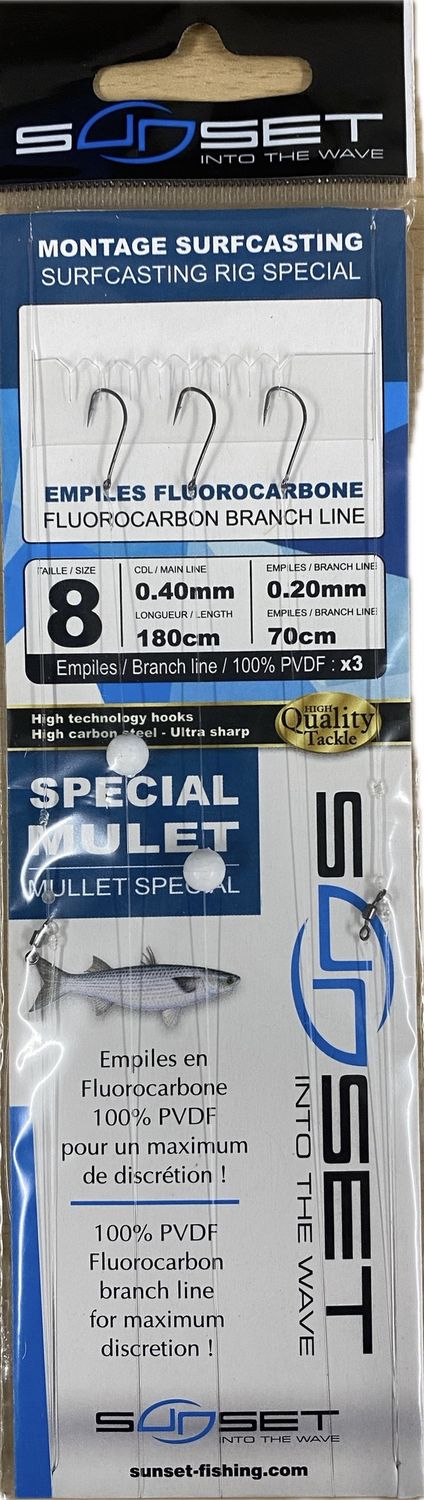 SUNSET
INTO THE WAVE
MONTAGE SURFCASTING
SURFCASTING RIG SPECIAL
EMPILES FLUOROCARBONE
FLUOROCARBON BRANCH LINE
TAILLE / SIZE
8
CDL / MAIN LINE
0.40mm
LONGUEUR / LENGTH
180cm
EMPILES / BRANCH LINE
0.20mm
EMPILES / BRANCH LINE
70cm
Empiles / Branch line / 100% PVDF : x3
High technology hooks
High carbon steel - Ultra sharp
HIGH
Quality
Tackle
SPECIAL
MULET
MULLET SPECIAL
SUNSET
INTO THE WAVE
Empiles en
Fluorocarbone
100% PVDF
pour un maximum
de discrétion !
100% PVDF
Fluorocarbon
branch line
for maximum
discretion !
SUNSET
INTO THE WAVE
sunset-fishing.com